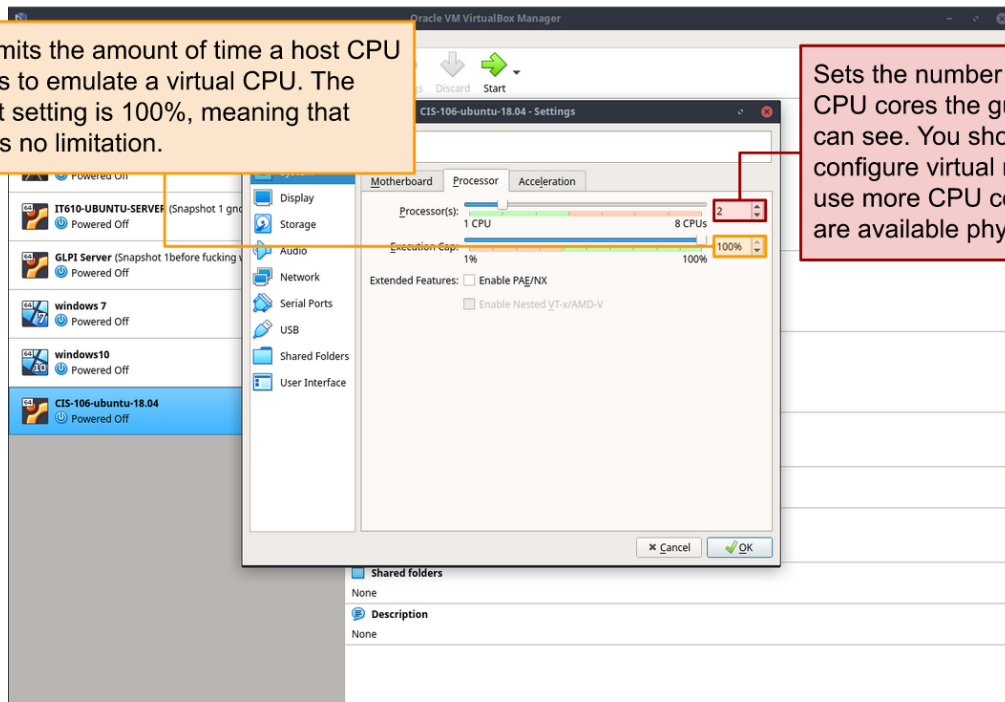 Oracle VM VirtualBox Manager
mits the amount of time a host CPU
s to emulate a virtual CPU. The
t setting is 100%, meaning that
s no limitation.
Discard Start
Sets the number
CPU cores the gu
can see. You sho
configure virtual
use more CPU co
are available phy
CIS-106-ubuntu-18.04 - Settings
Powered Off
IT610-UBUNTU-SERVER (Snapshot 1 gno
Powered Off
GLPI Server (Snapshot 1before fucking
Powered Off
windows 7
Powered Off
windows10
Powered Off
CIS-106-ubuntu-18.04
Powered Off
System
Display
Storage
Audio
Network
Serial Ports
USB
Shared Folders
User Interface
Motherboard Processor Acceleration
Processor(s): 2
1 CPU 8 CPUs
Execution Cap: 100%
1% 100%
Extended Features: Enable PAE/NX
Enable Nested VT-x/AMD-V
Cancel OK
Shared folders
None
Description
None